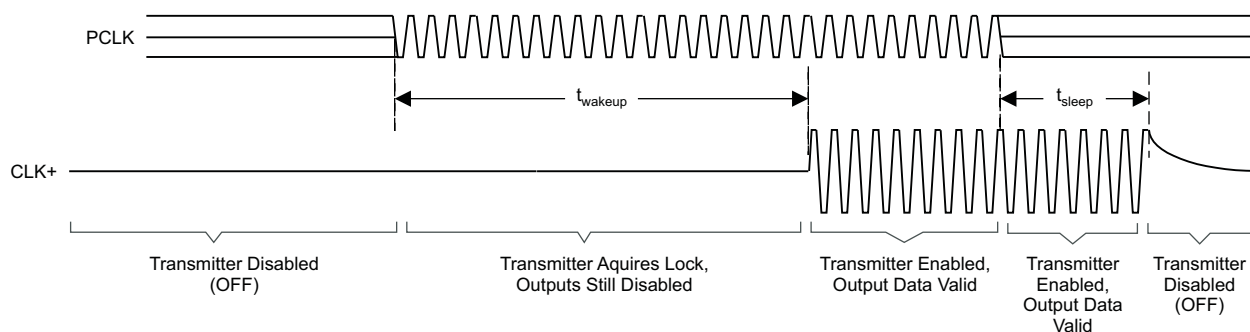 PCLK
twakeup
tsleep
CLK+
Transmitter Disabled
(OFF)
Transmitter Aquires Lock,
Outputs Still Disabled
Transmitter Enabled,
Output Data Valid
Transmitter
Enabled,
Output Data
Valid
Transmitter
Disabled
(OFF)